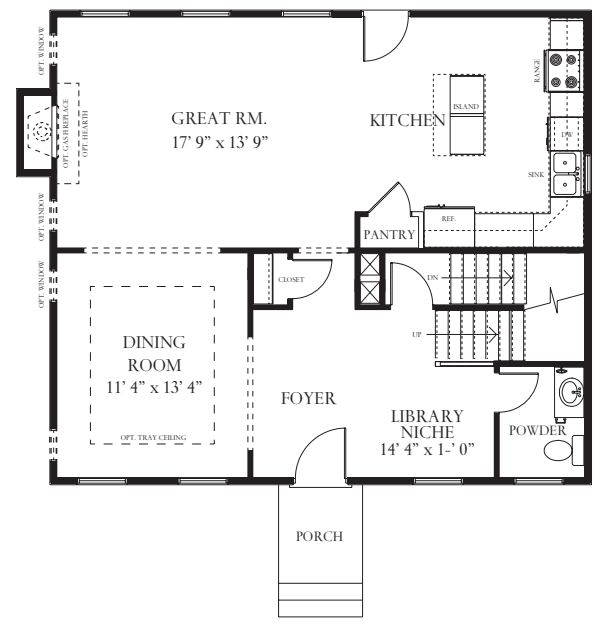 OPT. WINDOW
RANGE
GREAT RM.
17' 9" x 13' 9"
KITCHEN
ISLAND
OPT. GAS FIREPLACE
OPT. HEARTH
DW
SINK
OPT. WINDOW
REF.
PANTRY
OPT. WINDOW
CLOSET
DN
UP
DINING
ROOM
11' 4" x 13' 4"
OPT. TRAY CEILING
FOYER
LIBRARY
NICHE
14' 4" x 1-' 0"
POWDER
PORCH